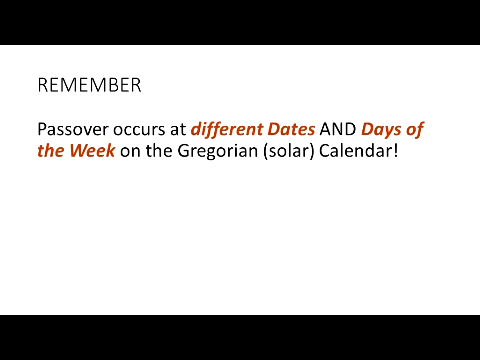 REMEMBER
Passover occurs at different Dates AND Days of
the Week on the Gregorian (solar) Calendar!